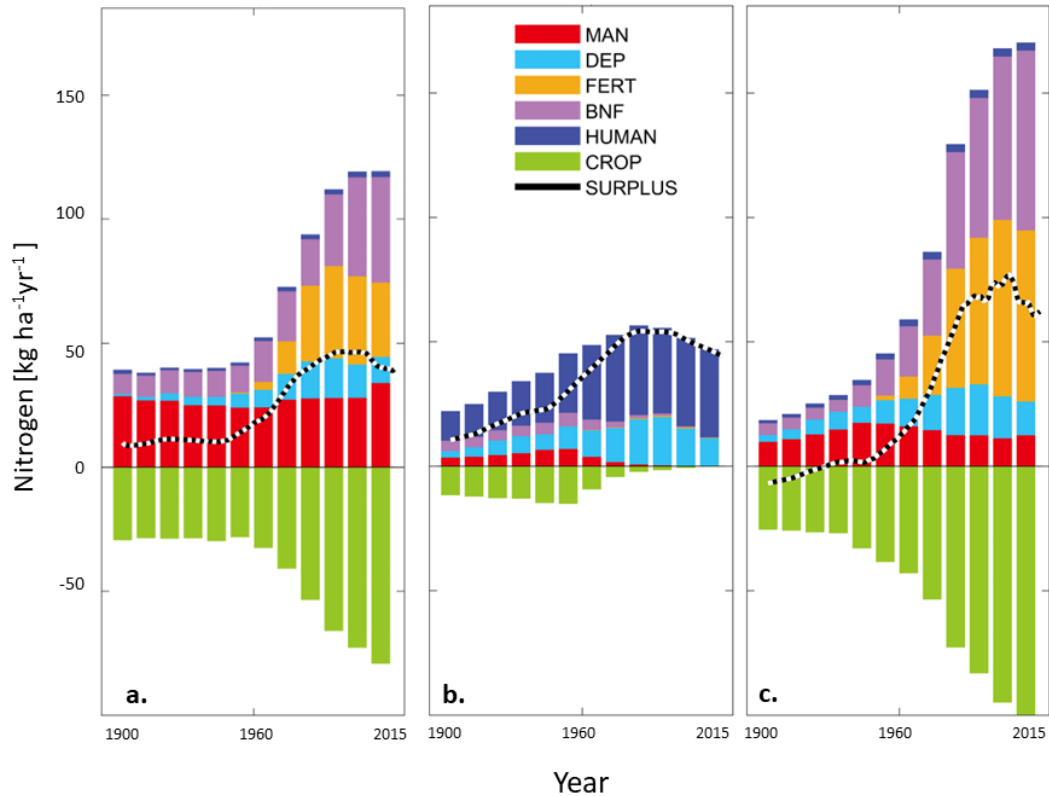 MAN
DEP
FERT
BNF
HUMAN
CROP
SURPLUS
150
100
50
0
-50
Nitrogen [kg ha⁻¹yr⁻¹ ]
a.
b.
c.
1900
1960
2015
1960
2015
1900
1960
2015
Year